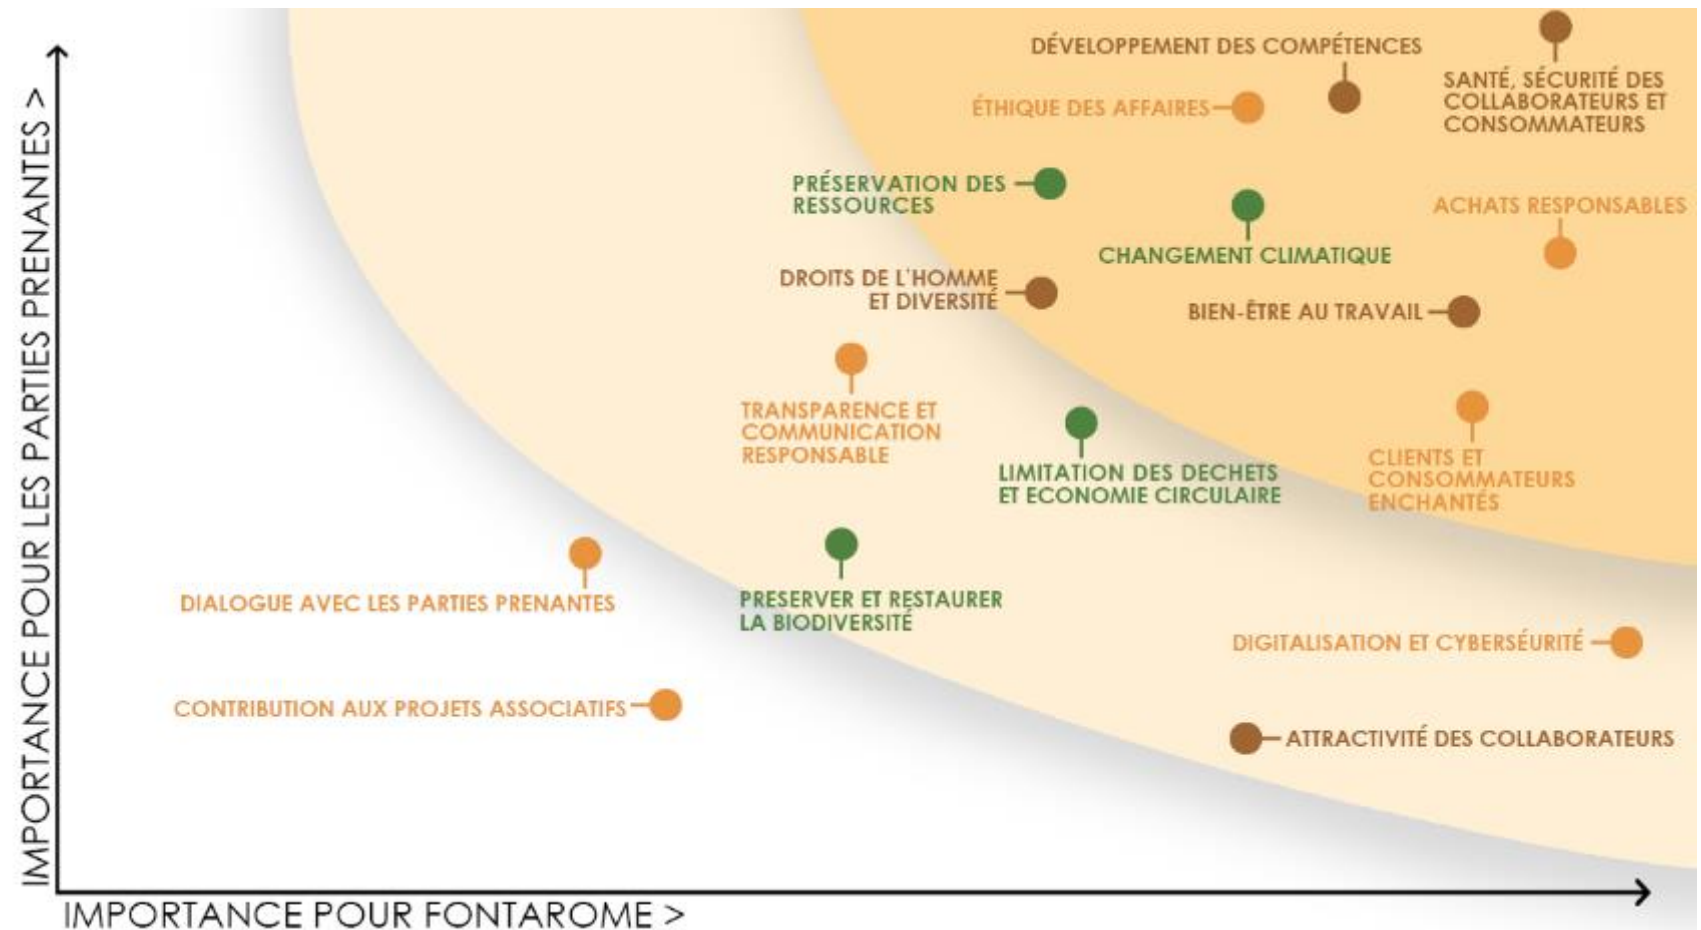 IMPORTANCE POUR LES PARTIES PRENANTES >
DÉVELOPPEMENT DES COMPÉTENCES
SANTÉ, SÉCURITÉ DES
COLLABORATEURS ET
CONSOMMATEURS
ÉTHIQUE DES AFFAIRES
PRÉSERVATION DES
RESSOURCES
ACHATS RESPONSABLES
CHANGEMENT CLIMATIQUE
DROITS DE L'HOMME
ET DIVERSITÉ
BIEN-ÊTRE AU TRAVAIL
TRANSPARENCE ET
COMMUNICATION
RESPONSABLE
LIMITATION DES DECHETS
ET ECONOMIE CIRCULAIRE
CLIENTS ET
CONSOMMATEURS
ENCHANTÉS
DIALOGUE AVEC LES PARTIES PRENANTES
PRESERVER ET RESTAURER
LA BIODIVERSITÉ
DIGITALISATION ET CYBERSÉURITÉ
CONTRIBUTION AUX PROJETS ASSOCIATIFS
ATTRACTIVITÉ DES COLLABORATEURS
IMPORTANCE POUR FONTAROME >